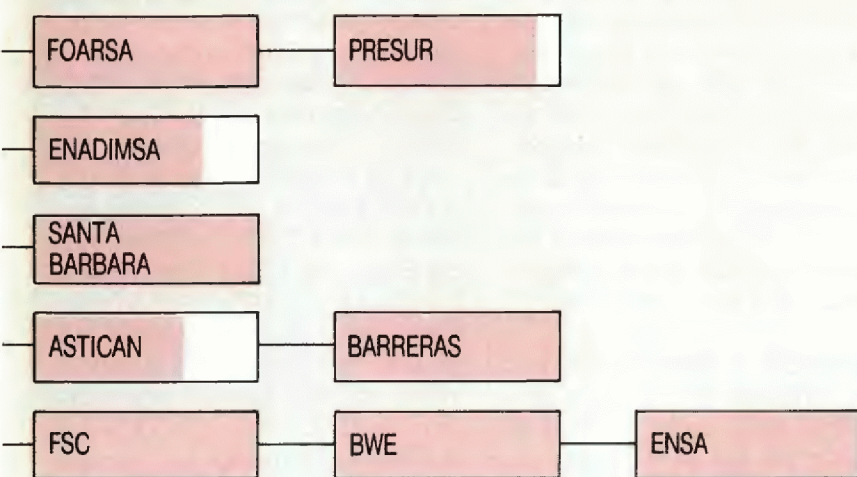 FOARSA PRESUR
ENADIMSA
SANTA
BARBARA
ASTICAN BARRERAS
FSC BWE ENSA